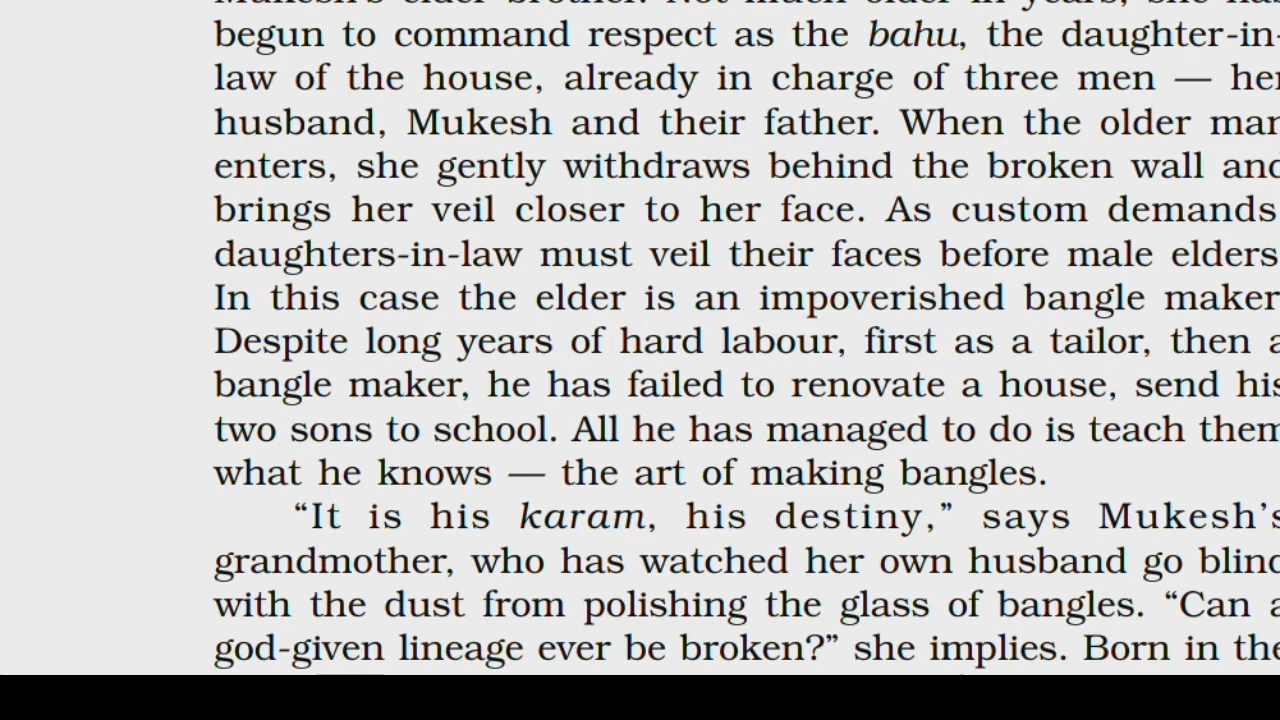 begun to command respect as the bahu, the daughter-in-
law of the house, already in charge of three men — her
husband, Mukesh and their father. When the older man
enters, she gently withdraws behind the broken wall and
brings her veil closer to her face. As custom demands
daughters-in-law must veil their faces before male elders
In this case the elder is an impoverished bangle maker
Despite long years of hard labour, first as a tailor, then a
bangle maker, he has failed to renovate a house, send his
two sons to school. All he has managed to do is teach them
what he knows — the art of making bangles.
“It is his karam, his destiny,” says Mukesh’s
grandmother, who has watched her own husband go blind
with the dust from polishing the glass of bangles. “Can a
god-given lineage ever be broken?” she implies. Born in the